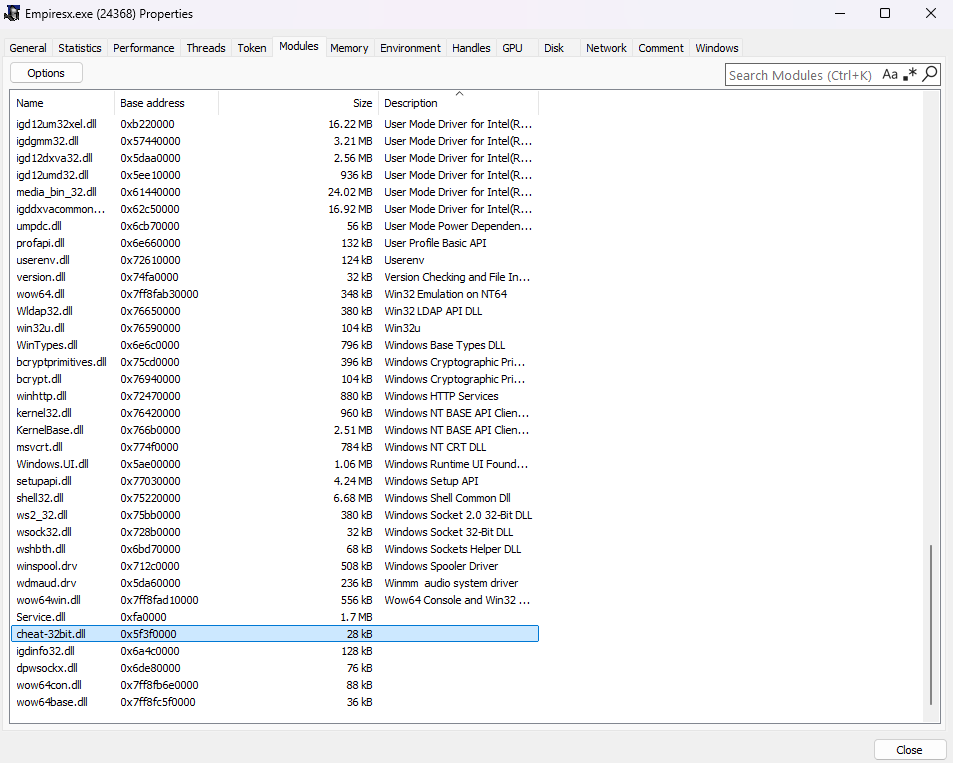 Empiresx.exe (24368) Properties
General Statistics Performance Threads Token Modules Memory Environment Handles GPU Disk Network Comment Windows
Options Search Modules (Ctrl+K) Aa .*
Name Base address Size Description
igd12um32xel.dll 0xb220000 16.22 MB User Mode Driver for Intel(R...
igdgmm32.dll 0x57440000 3.21 MB User Mode Driver for Intel(R...
igd12dxva32.dll 0x5daa0000 2.56 MB User Mode Driver for Intel(R...
igd12umd32.dll 0x5ee10000 936 kB User Mode Driver for Intel(R...
media_bin_32.dll 0x61440000 24.02 MB User Mode Driver for Intel(R...
igddxvacommon... 0x62c50000 16.92 MB User Mode Driver for Intel(R...
umpdc.dll 0x6cb70000 56 kB User Mode Power Dependen...
profapi.dll 0x6e660000 132 kB User Profile Basic API
userenv.dll 0x72610000 124 kB Userenv
version.dll 0x74fa0000 32 kB Version Checking and File In...
wow64.dll 0x7ff8fab30000 348 kB Win32 Emulation on NT64
Wldap32.dll 0x76650000 380 kB Win32 LDAP API DLL
win32u.dll 0x76590000 104 kB Win32u
WinTypes.dll 0x6e6c0000 796 kB Windows Base Types DLL
bcryptprimitives.dll 0x75cd0000 396 kB Windows Cryptographic Pri...
bcrypt.dll 0x76940000 104 kB Windows Cryptographic Pri...
winhttp.dll 0x72470000 880 kB Windows HTTP Services
kernel32.dll 0x76420000 960 kB Windows NT BASE API Clien...
KernelBase.dll 0x766b0000 2.51 MB Windows NT BASE API Clien...
msvcrt.dll 0x774f0000 784 kB Windows NT CRT DLL
Windows.UI.dll 0x5ae00000 1.06 MB Windows Runtime UI Found...
setupapi.dll 0x77030000 4.24 MB Windows Setup API
shell32.dll 0x75220000 6.68 MB Windows Shell Common Dll
ws2_32.dll 0x75bb0000 380 kB Windows Socket 2.0 32-Bit DLL
wsock32.dll 0x728b0000 32 kB Windows Socket 32-Bit DLL
wshbth.dll 0x6bd70000 68 kB Windows Sockets Helper DLL
winspool.drv 0x712c0000 508 kB Windows Spooler Driver
wdmaud.drv 0x5da60000 236 kB Winmm audio system driver
wow64win.dll 0x7ff8fad10000 556 kB Wow64 Console and Win32 ...
Service.dll 0xfa0000 1.7 MB
cheat-32bit.dll 0x5f3f0000 28 kB
igdinfo32.dll 0x6a4c0000 128 kB
dpwsockx.dll 0x6de80000 76 kB
wow64con.dll 0x7ff8fb6e0000 88 kB
wow64base.dll 0x7ff8fc5f0000 36 kB
Close